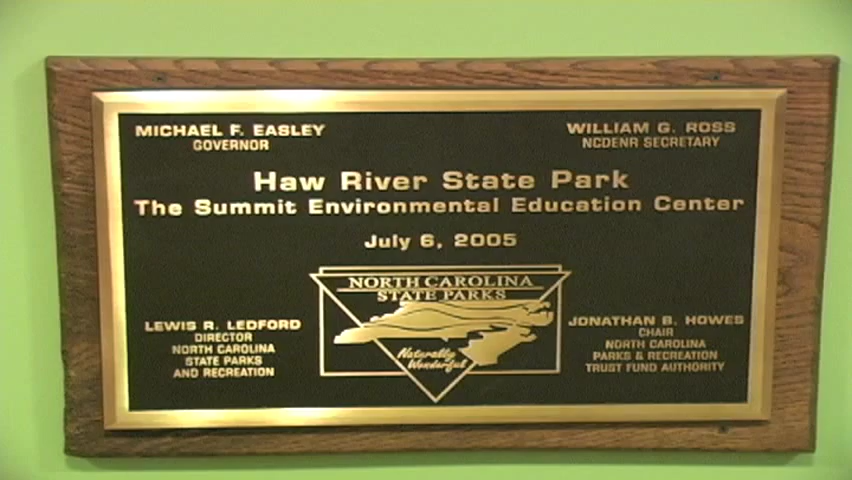 MICHAEL F. EASLEY
GOVERNOR
WILLIAM G. ROSS
NCDENR SECRETARY
Haw River State Park
The Summit Environmental Education Center
July 6, 2005
NORTH CAROLINA
STATE PARKS
Naturally
Wonderful
LEWIS R. LEDFORD
DIRECTOR
NORTH CAROLINA
STATE PARKS
AND RECREATION
JONATHAN B. HOWES
CHAIR
NORTH CAROLINA
PARKS & RECREATION
TRUST FUND AUTHORITY